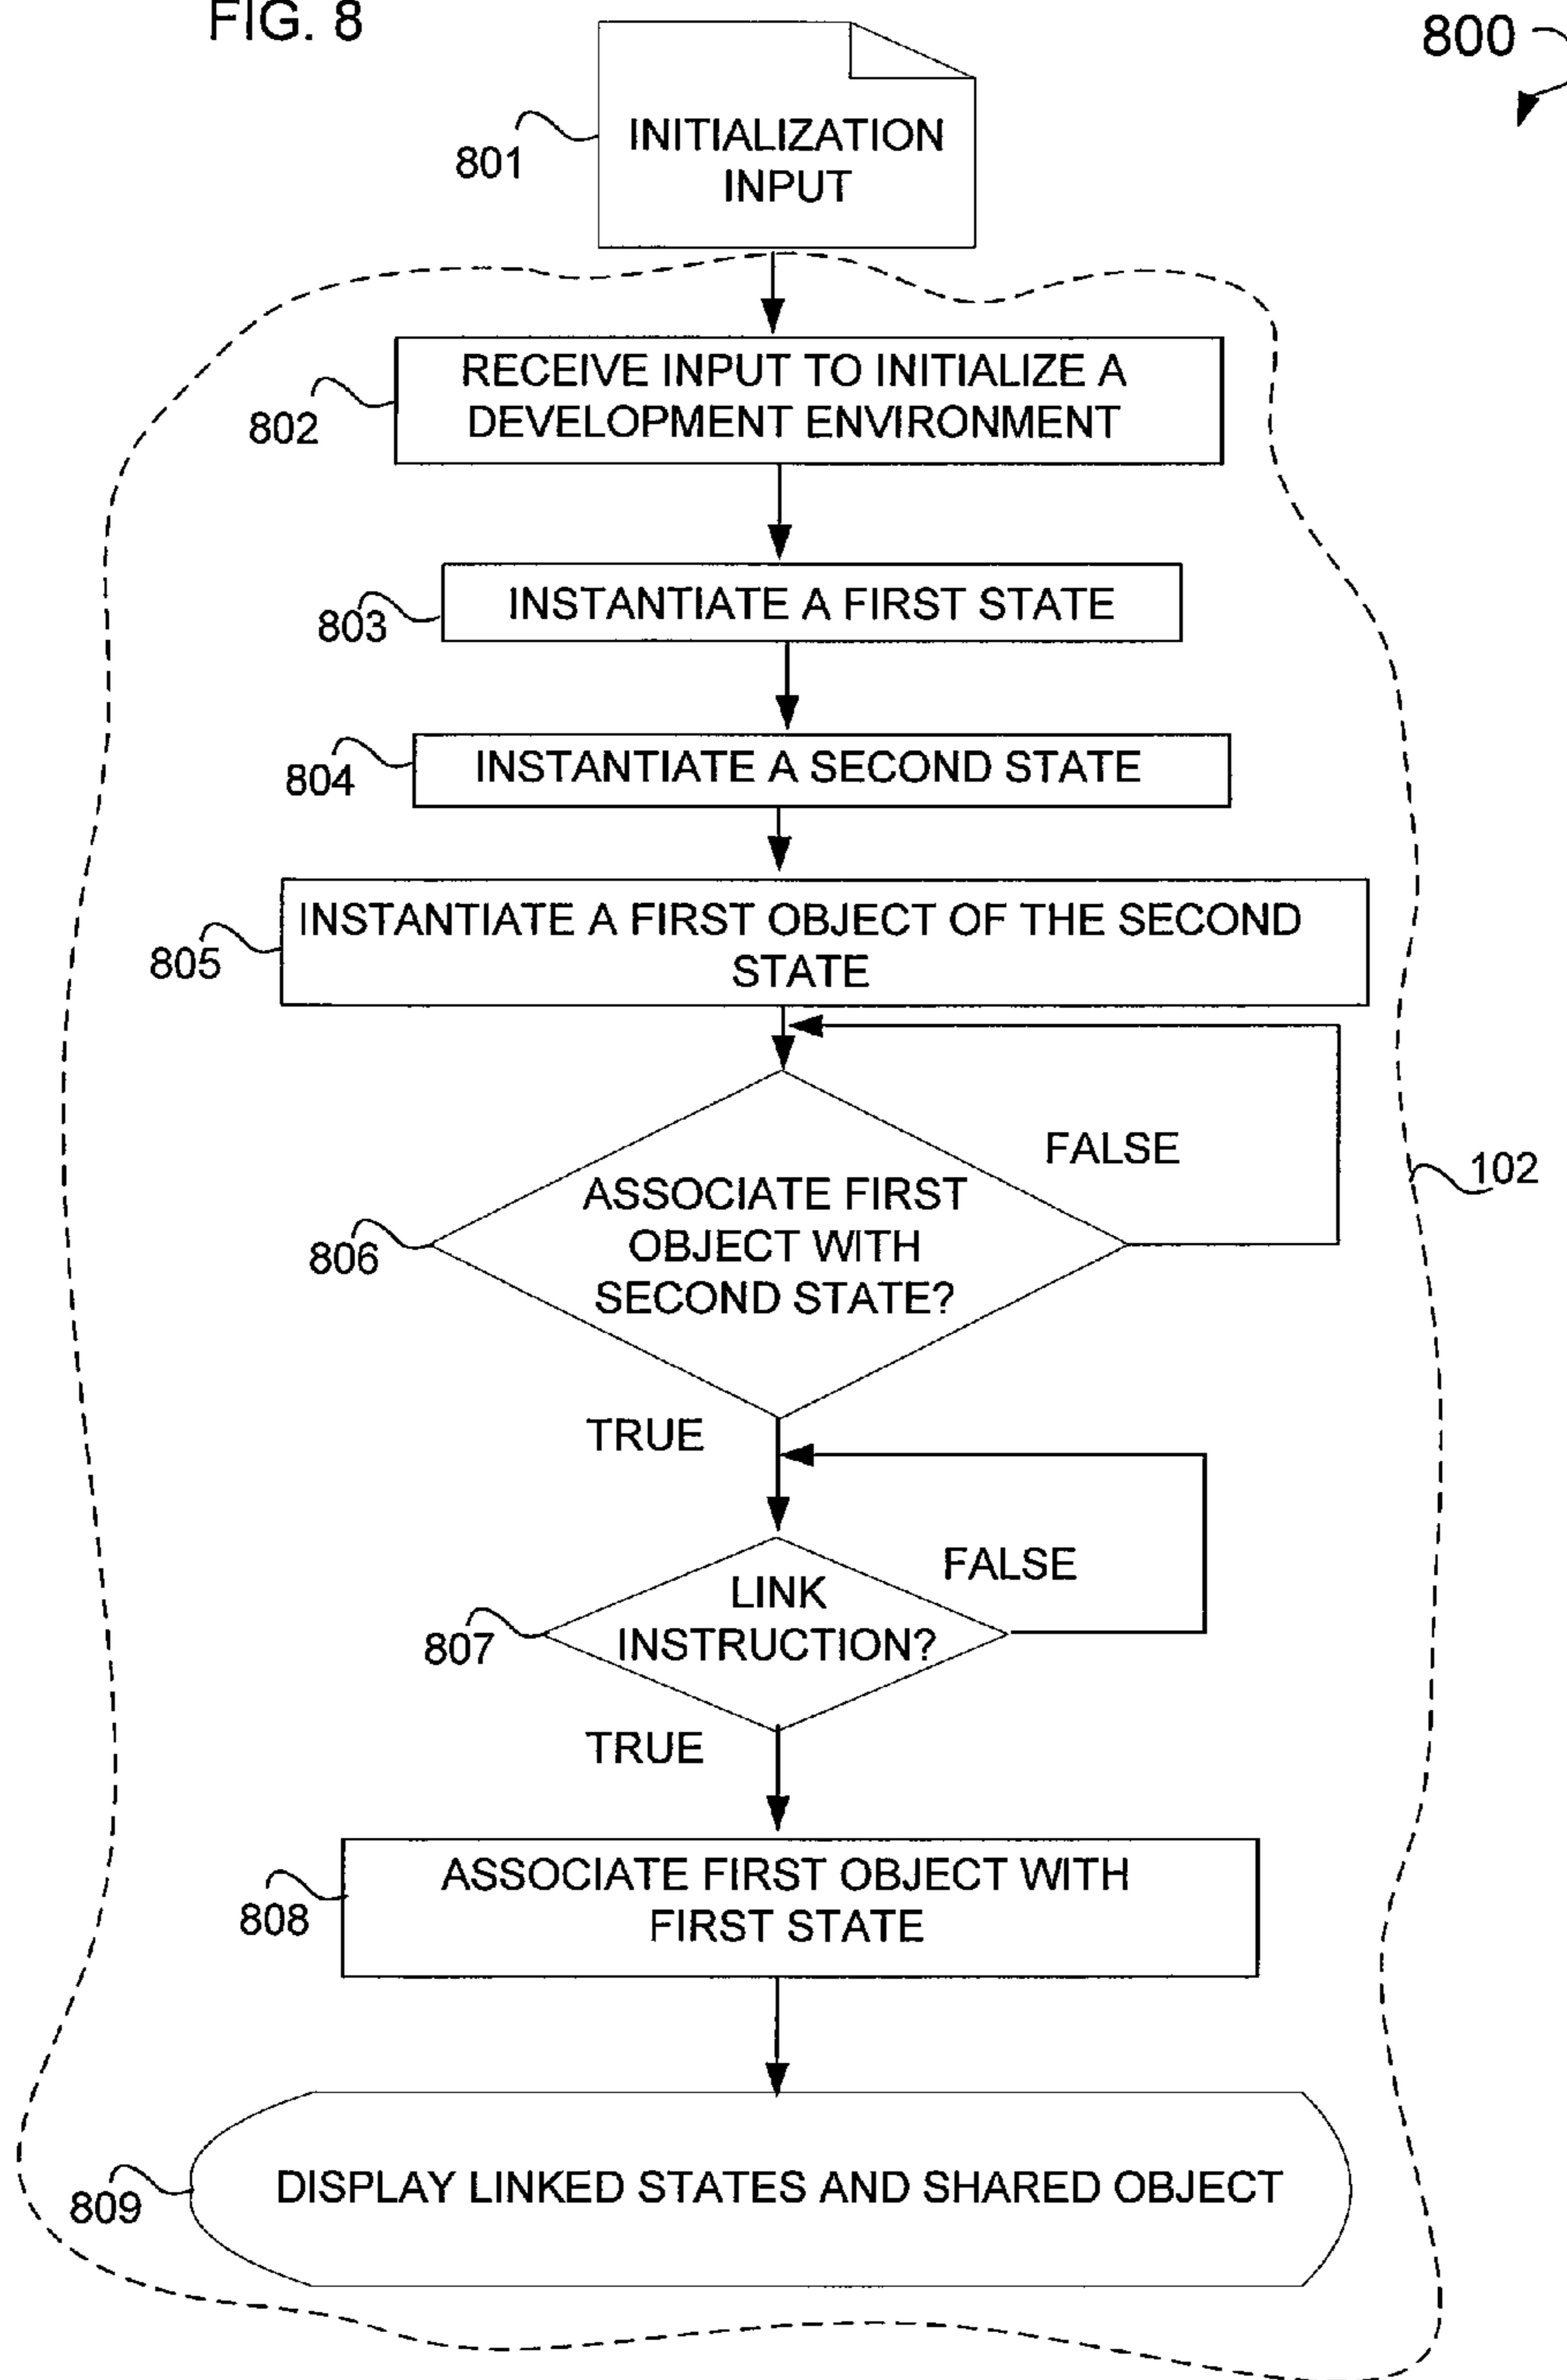 FIG. 8
800
INITIALIZATION
INPUT
801
RECEIVE INPUT TO INITIALIZE A
DEVELOPMENT ENVIRONMENT
802
INSTANTIATE A FIRST STATE
803
INSTANTIATE A SECOND STATE
804
INSTANTIATE A FIRST OBJECT OF THE SECOND
STATE
805
FALSE
102
ASSOCIATE FIRST
OBJECT WITH
SECOND STATE?
806
TRUE
FALSE
LINK
INSTRUCTION?
807
TRUE
ASSOCIATE FIRST OBJECT WITH
FIRST STATE
808
DISPLAY LINKED STATES AND SHARED OBJECT
809